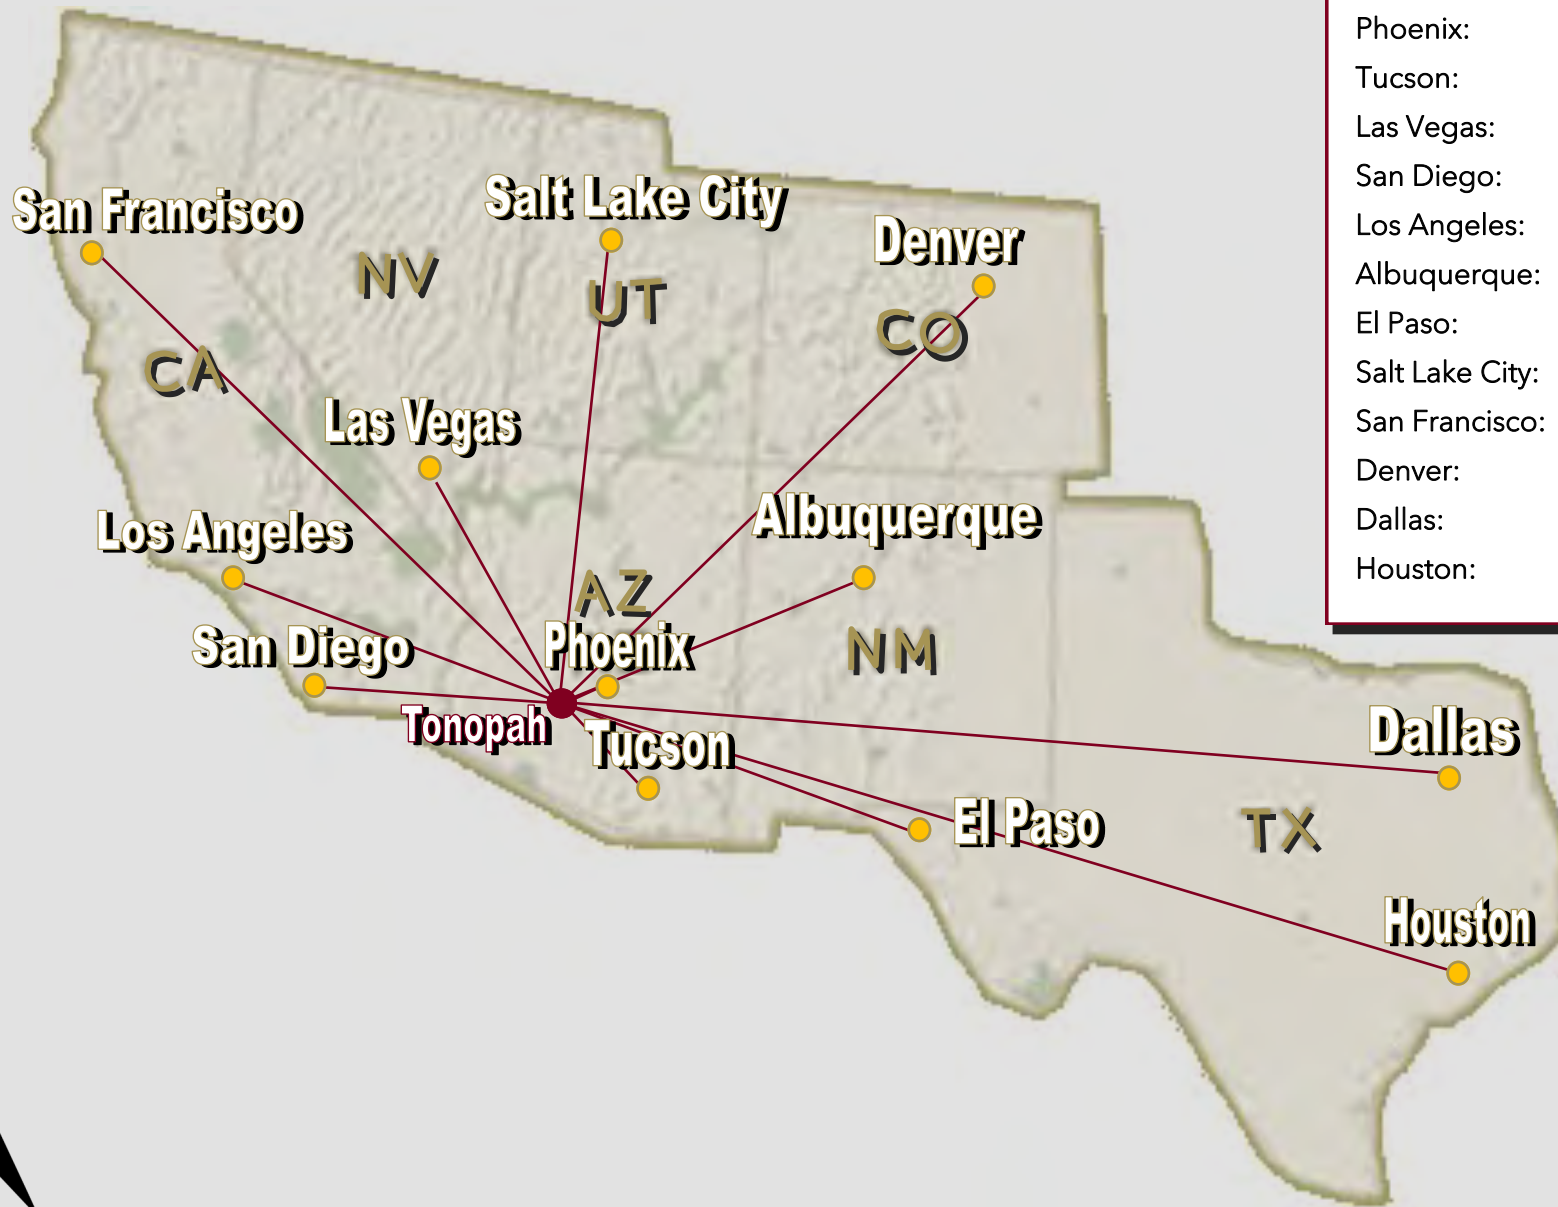 Phoenix:
Tucson:
Las Vegas:
San Diego:
Los Angeles:
Albuquerque:
El Paso:
Salt Lake City:
San Francisco:
Denver:
Dallas:
Houston:
San Francisco
Salt Lake City
Denver
NV
UT
CO
CA
Las Vegas
Albuquerque
Los Angeles
AZ
San Diego
Phoenix
NM
Tonopah
Tucson
Dallas
El Paso
TX
Houston